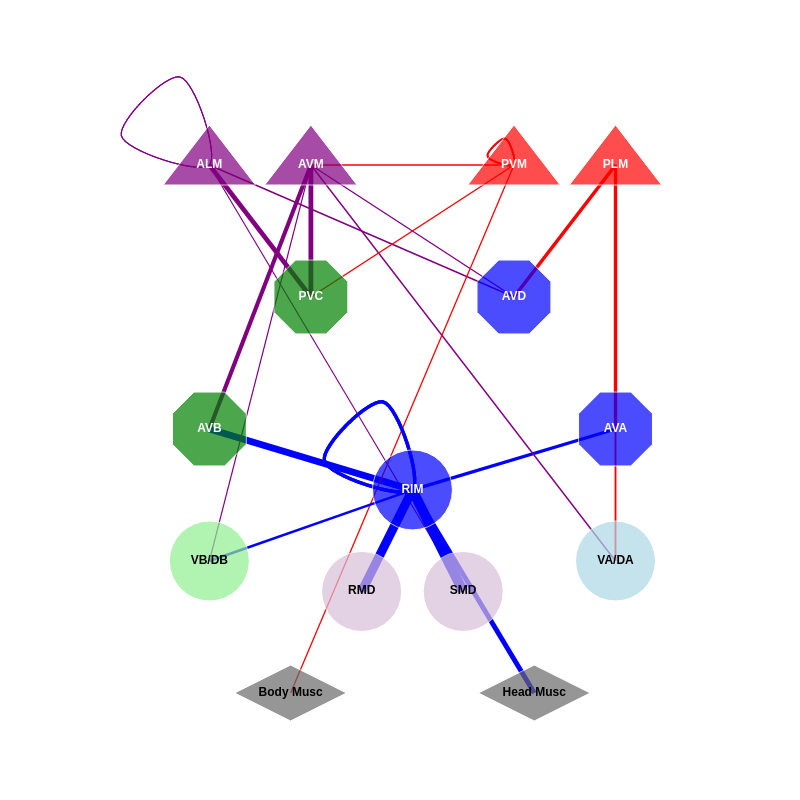 ALM
AVM
PVM
PLM
PVC
AVD
AVB
AVA
RIM
VB/DB
VA/DA
RMD
SMD
Body Musc
Head Musc